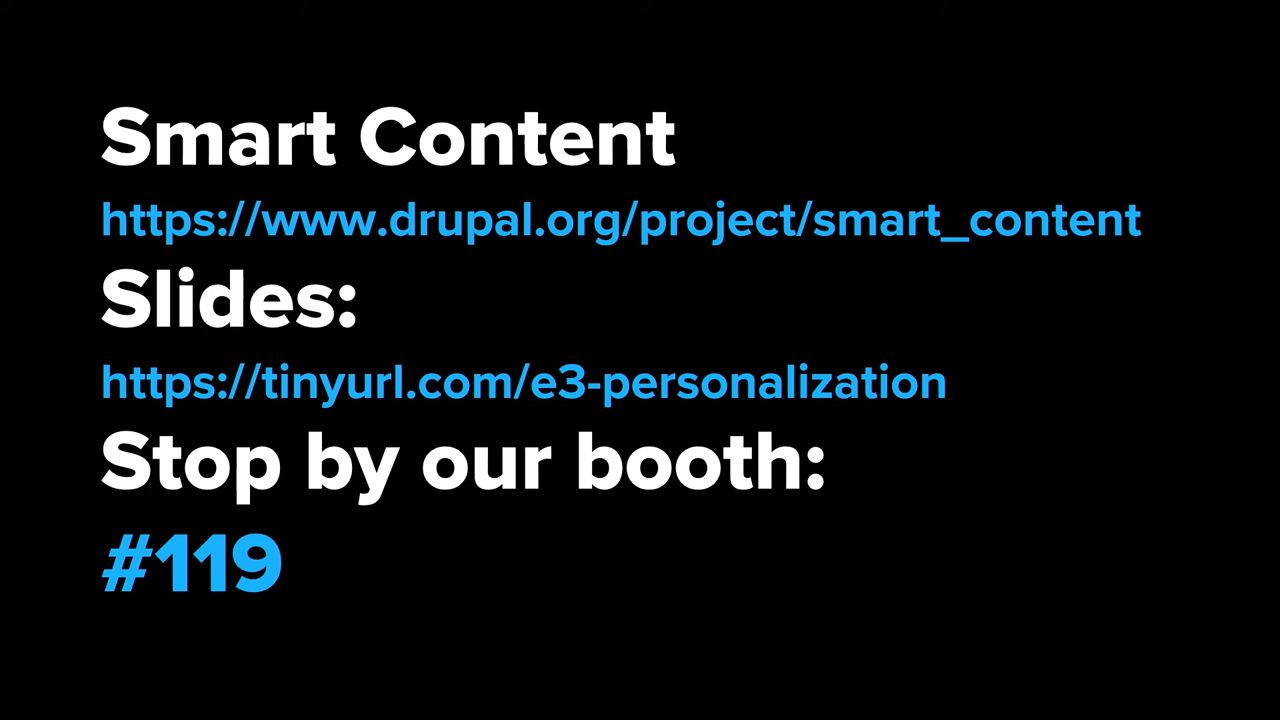 Smart Content
https://www.drupal.org/project/smart_content
Slides:
https://tinyurl.com/e3-personalization
Stop by our booth:
#119